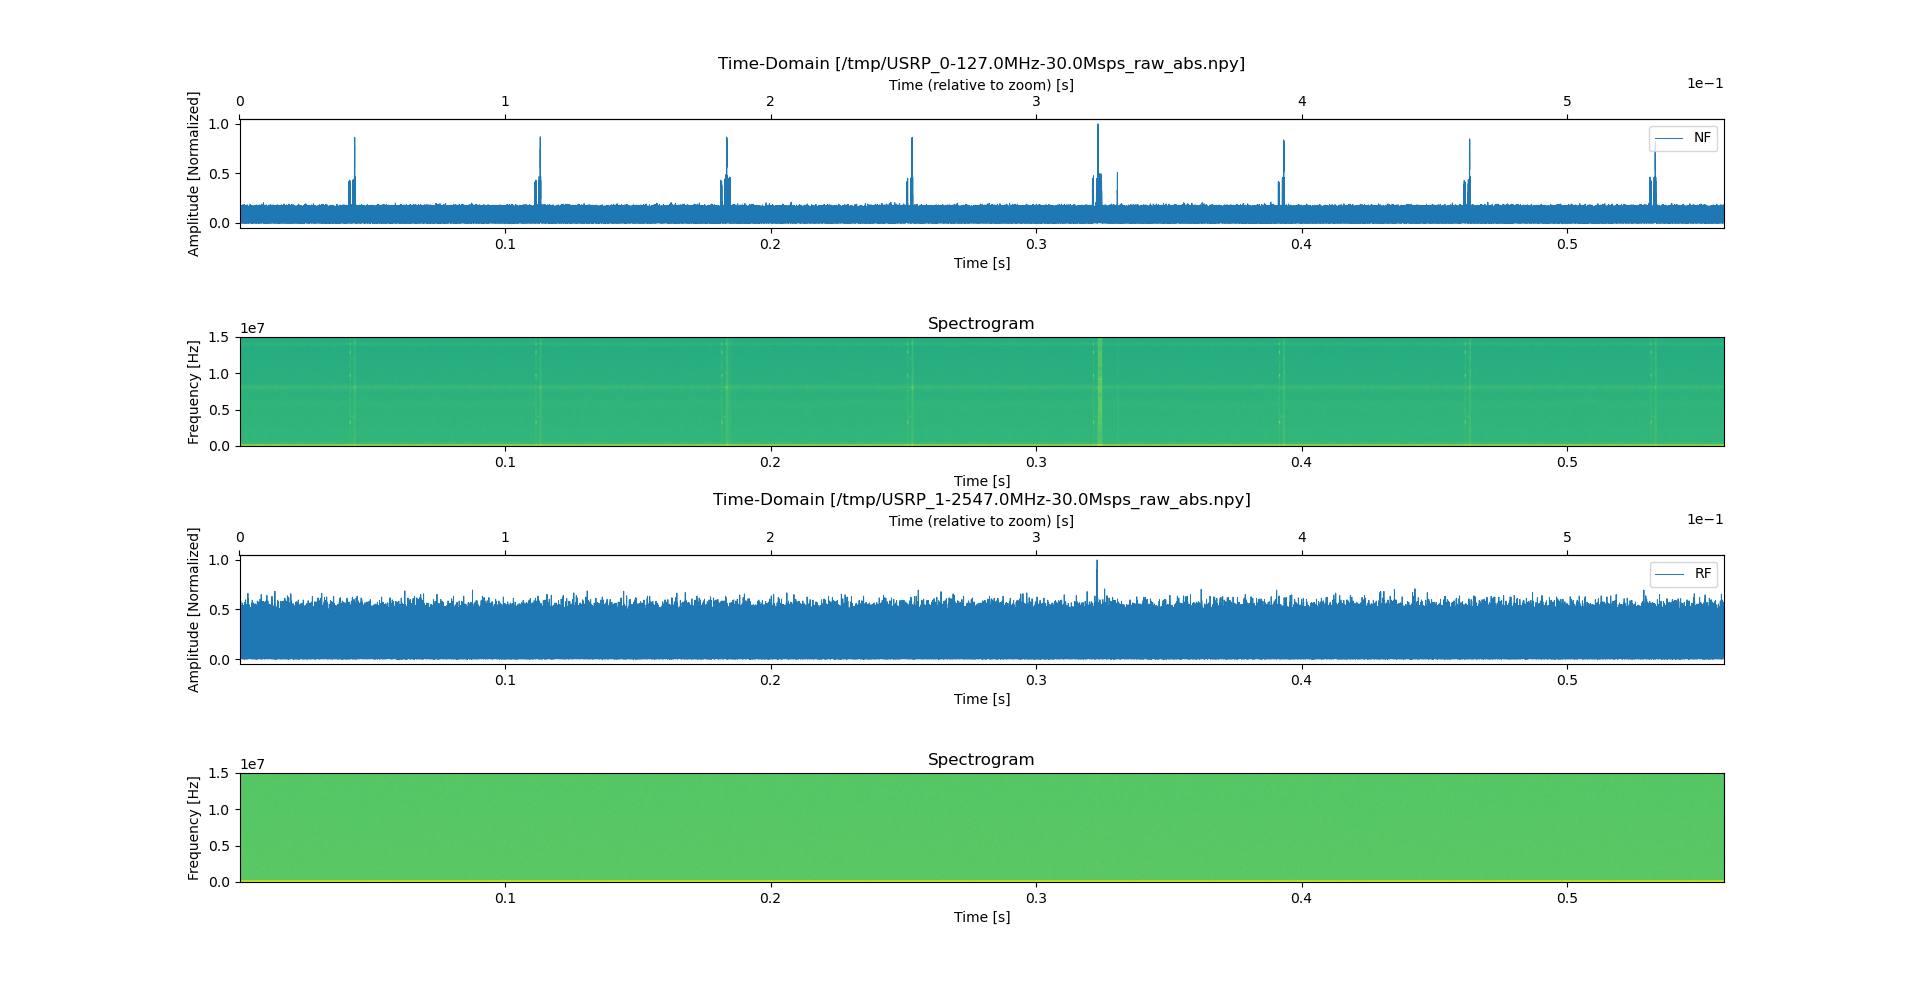 Time-Domain [/tmp/USRP_0-127.0MHz-30.0Msps_raw_abs.npy]
Time (relative to zoom) [s]
1e−1
0 1 2 3 4 5
Amplitude [Normalized]
1.0
0.5
0.0
NF
0.1 0.2 0.3 0.4 0.5
Time [s]
Spectrogram
1e7
Frequency [Hz]
1.5
1.0
0.5
0.0
0.1 0.2 0.3 0.4 0.5
Time [s]
Time-Domain [/tmp/USRP_1-2547.0MHz-30.0Msps_raw_abs.npy]
Time (relative to zoom) [s]
1e−1
0 1 2 3 4 5
Amplitude [Normalized]
1.0
0.5
0.0
RF
0.1 0.2 0.3 0.4 0.5
Time [s]
Spectrogram
1e7
Frequency [Hz]
1.5
1.0
0.5
0.0
0.1 0.2 0.3 0.4 0.5
Time [s]